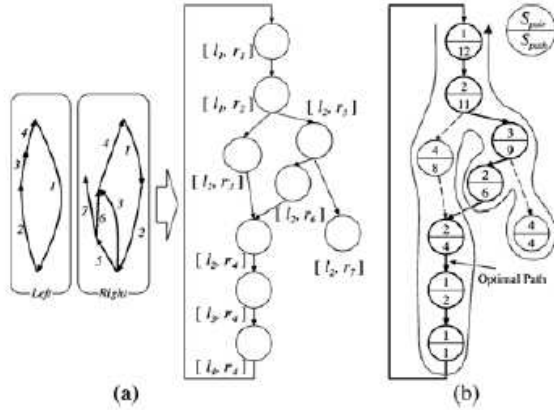 (a)
4
3
2
1
Left
4
1
7
6
3
5
2
Right
[ l1, r1 ]
[ l1, r2 ]
[ l2, r5 ]
[ l2, r3 ]
[ l2, r6 ]
[ l2, r4 ]
[ l2, r7 ]
[ l3, r4 ]
[ l4, r4 ]
(a)
Spair
Spath
1
12
2
11
3
9
4
8
2
6
4
4
2
4
Optimal Path
1
2
1
1
(b)